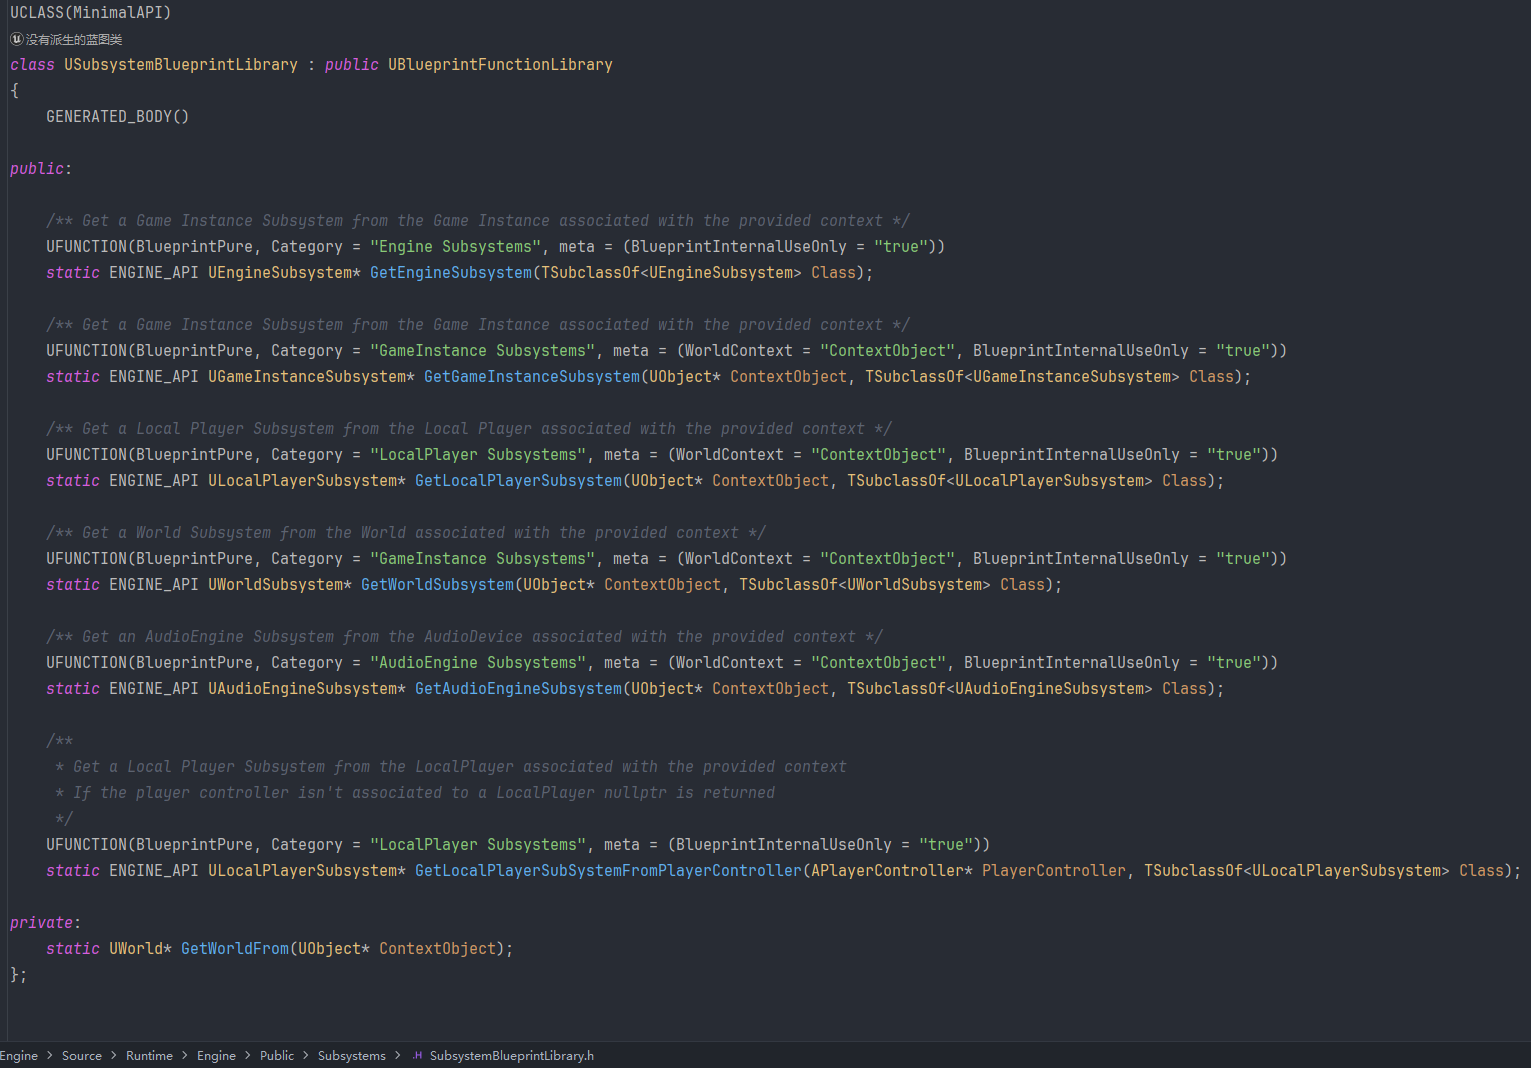 UCLASS(MinimalAPI)
没有派生的蓝图类
class USubsystemBlueprintLibrary : public UBlueprintFunctionLibrary
{
    GENERATED_BODY()
public:
    /** Get a Game Instance Subsystem from the Game Instance associated with the provided context */
    UFUNCTION(BlueprintPure, Category = "Engine Subsystems", meta = (BlueprintInternalUseOnly = "true"))
    static ENGINE_API UEngineSubsystem* GetEngineSubsystem(TSubclassOf<UEngineSubsystem> Class);
    /** Get a Game Instance Subsystem from the Game Instance associated with the provided context */
    UFUNCTION(BlueprintPure, Category = "GameInstance Subsystems", meta = (WorldContext = "ContextObject", BlueprintInternalUseOnly = "true"))
    static ENGINE_API UGameInstanceSubsystem* GetGameInstanceSubsystem(UObject* ContextObject, TSubclassOf<UGameInstanceSubsystem> Class);
    /** Get a Local Player Subsystem from the Local Player associated with the provided context */
    UFUNCTION(BlueprintPure, Category = "LocalPlayer Subsystems", meta = (WorldContext = "ContextObject", BlueprintInternalUseOnly = "true"))
    static ENGINE_API ULocalPlayerSubsystem* GetLocalPlayerSubsystem(UObject* ContextObject, TSubclassOf<ULocalPlayerSubsystem> Class);
    /** Get a World Subsystem from the World associated with the provided context */
    UFUNCTION(BlueprintPure, Category = "GameInstance Subsystems", meta = (WorldContext = "ContextObject", BlueprintInternalUseOnly = "true"))
    static ENGINE_API UWorldSubsystem* GetWorldSubsystem(UObject* ContextObject, TSubclassOf<UWorldSubsystem> Class);
    /** Get an AudioEngine Subsystem from the AudioDevice associated with the provided context */
    UFUNCTION(BlueprintPure, Category = "AudioEngine Subsystems", meta = (WorldContext = "ContextObject", BlueprintInternalUseOnly = "true"))
    static ENGINE_API UAudioEngineSubsystem* GetAudioEngineSubsystem(UObject* ContextObject, TSubclassOf<UAudioEngineSubsystem> Class);
    /**
     * Get a Local Player Subsystem from the LocalPlayer associated with the provided context
     * If the player controller isn't associated to a LocalPlayer nullptr is returned
     */
    UFUNCTION(BlueprintPure, Category = "LocalPlayer Subsystems", meta = (BlueprintInternalUseOnly = "true"))
    static ENGINE_API ULocalPlayerSubsystem* GetLocalPlayerSubSystemFromPlayerController(APlayerController* PlayerController, TSubclassOf<ULocalPlayerSubsystem> Class);
private:
    static UWorld* GetWorldFrom(UObject* ContextObject);
};
Engine > Source > Runtime > Engine > Public > Subsystems > .H SubsystemBlueprintLibrary.h